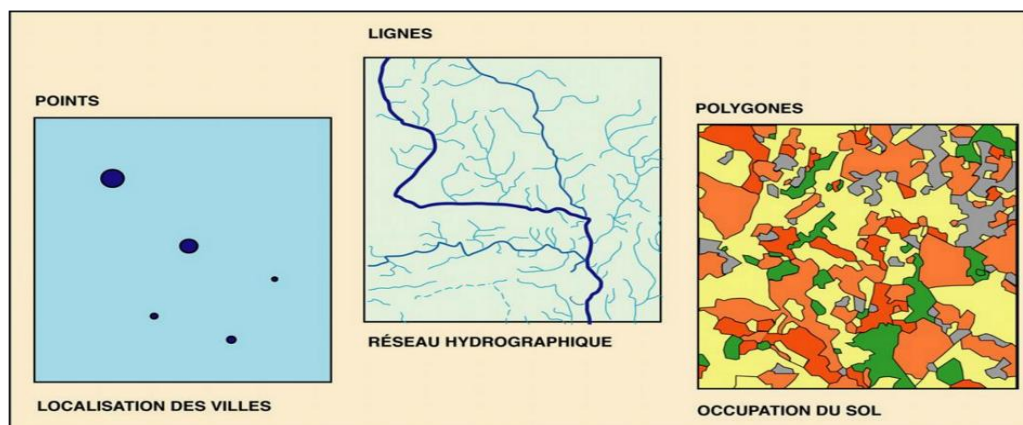 POINTS
LOCALISATION DES VILLES
LIGNES
RÉSEAU HYDROGRAPHIQUE
POLYGONES
OCCUPATION DU SOL